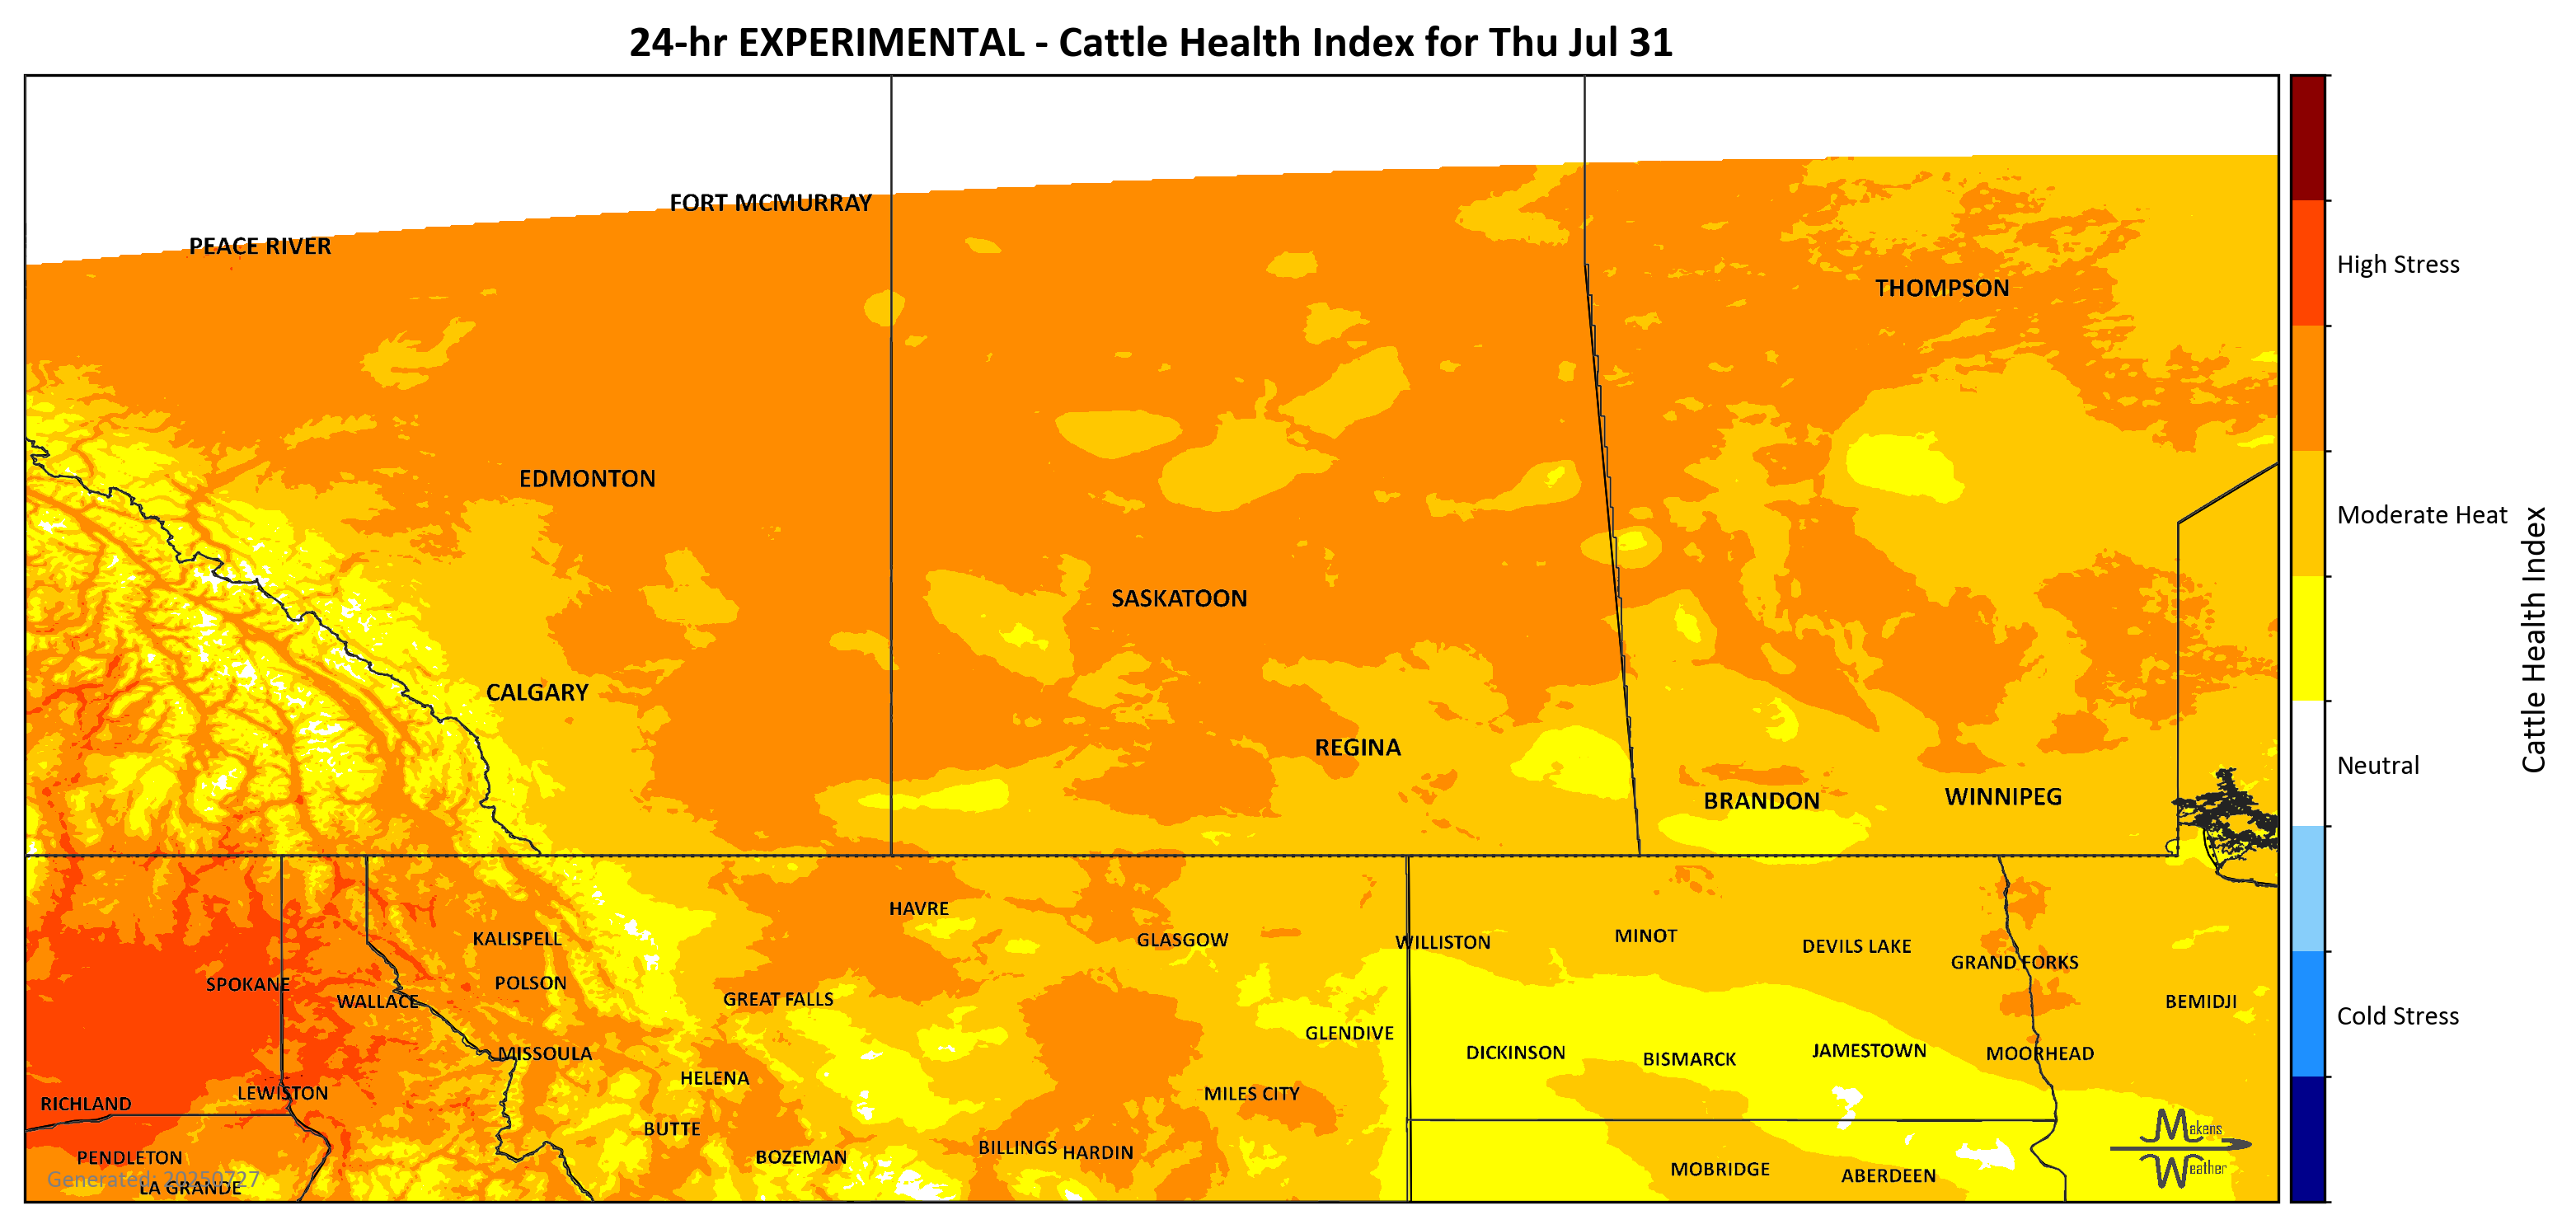 24-hr EXPERIMENTAL - Cattle Health Index for Thu Jul 31
FORT MCMURRAY
PEACE RIVER
THOMPSON
High Stress
EDMONTON
Moderate Heat
SASKATOON
Cattle Health Index
CALGARY
REGINA
Neutral
BRANDON
WINNIPEG
HAVRE
KALISPELL
GLASGOW
WILLISTON
MINOT
DEVILS LAKE
GRAND FORKS
SPOKANE
POLSON
WALLACE
GREAT FALLS
BEMIDJI
Cold Stress
GLENDIVE
MISSOULA
DICKINSON
BISMARCK
JAMESTOWN
MOORHEAD
HELENA
LEWISTON
RICHLAND
MILES CITY
BUTTE
Makens
Weather
PENDLETON
BOZEMAN
BILLINGS
HARDIN
MOBRIDGE
ABERDEEN
Generated: 20250727
LA GRANDE